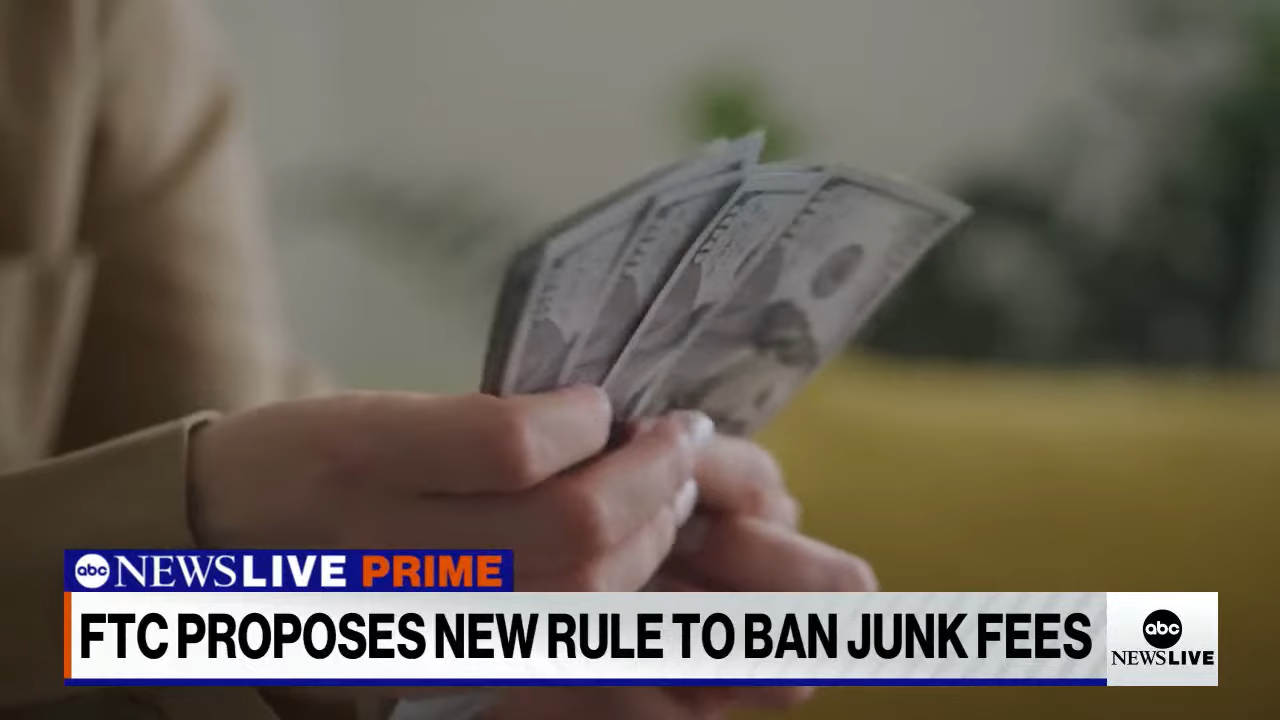 abc NEWS LIVE PRIME
FTC PROPOSES NEW RULE TO BAN JUNK FEES
abc
NEWS LIVE